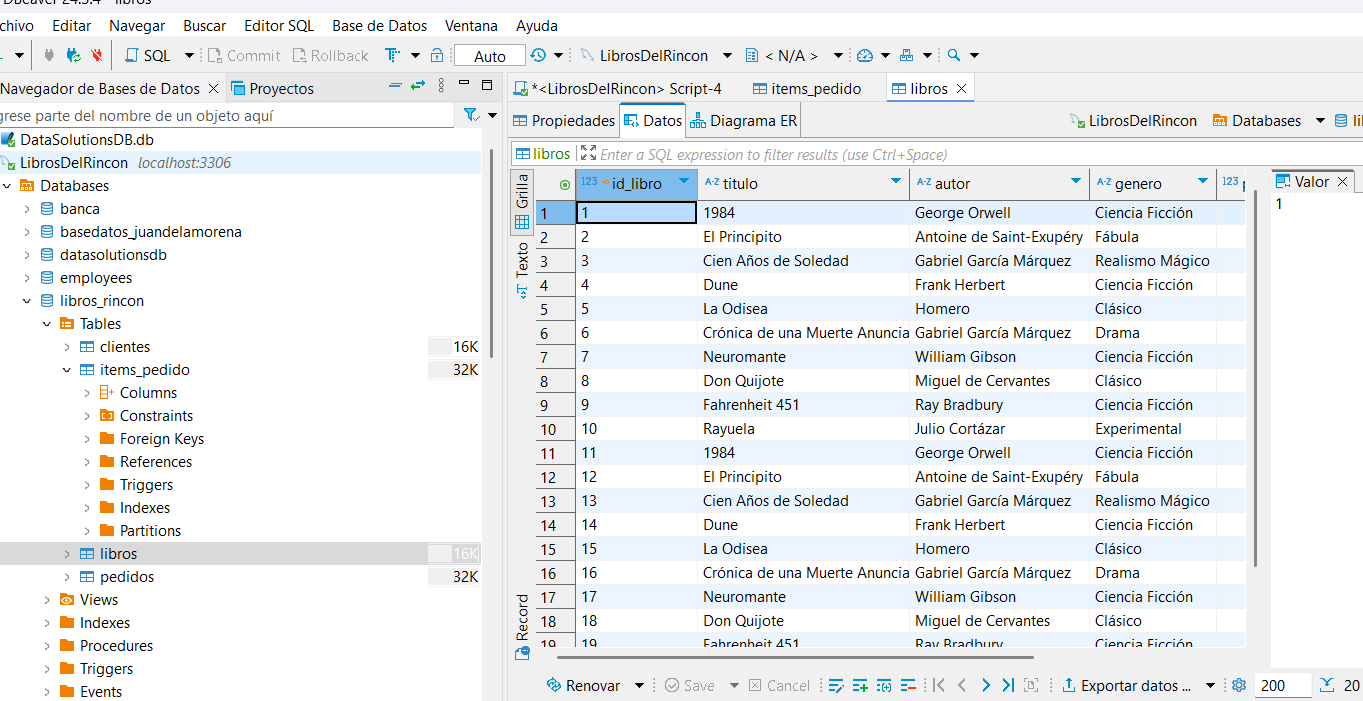 DBeaver 24.3.4 - libros
chivo Editar Navegar Buscar Editor SQL Base de Datos Ventana Ayuda
SQL Commit Rollback Auto LibrosDelRincon < N/A >
Navegador de Bases de Datos Proyectos
grese parte del nombre de un objeto aquí
DataSolutionsDB.db
LibrosDelRincon localhost:3306
Databases
banca
basedatos_juandelamorena
datasolutionsdb
employees
libros_rincon
Tables
clientes 16K
items_pedido 32K
Columns
Constraints
Foreign Keys
References
Triggers
Indexes
Partitions
libros 16K
pedidos 32K
Views
Indexes
Procedures
Triggers
Events
*<LibrosDelRincon> Script-4 items_pedido libros
Propiedades Datos Diagrama ER LibrosDelRincon Databases li
libros Enter a SQL expression to filter results (use Ctrl+Space)
Grilla
Texto
Record
123 id_libro A-Z titulo A-Z autor A-Z genero 123
1 1 1984 George Orwell Ciencia Ficción
2 2 El Principito Antoine de Saint-Exupéry Fábula
3 3 Cien Años de Soledad Gabriel García Márquez Realismo Mágico
4 4 Dune Frank Herbert Ciencia Ficción
5 5 La Odisea Homero Clásico
6 6 Crónica de una Muerte Anuncia Gabriel García Márquez Drama
7 7 Neuromante William Gibson Ciencia Ficción
8 8 Don Quijote Miguel de Cervantes Clásico
9 9 Fahrenheit 451 Ray Bradbury Ciencia Ficción
10 10 Rayuela Julio Cortázar Experimental
11 11 1984 George Orwell Ciencia Ficción
12 12 El Principito Antoine de Saint-Exupéry Fábula
13 13 Cien Años de Soledad Gabriel García Márquez Realismo Mágico
14 14 Dune Frank Herbert Ciencia Ficción
15 15 La Odisea Homero Clásico
16 16 Crónica de una Muerte Anuncia Gabriel García Márquez Drama
17 17 Neuromante William Gibson Ciencia Ficción
18 18 Don Quijote Miguel de Cervantes Clásico
19 19 Fahrenheit 451 Ray Bradbury Ciencia Ficción
Valor
1
Renovar Save Cancel Exportar datos ... 200 20